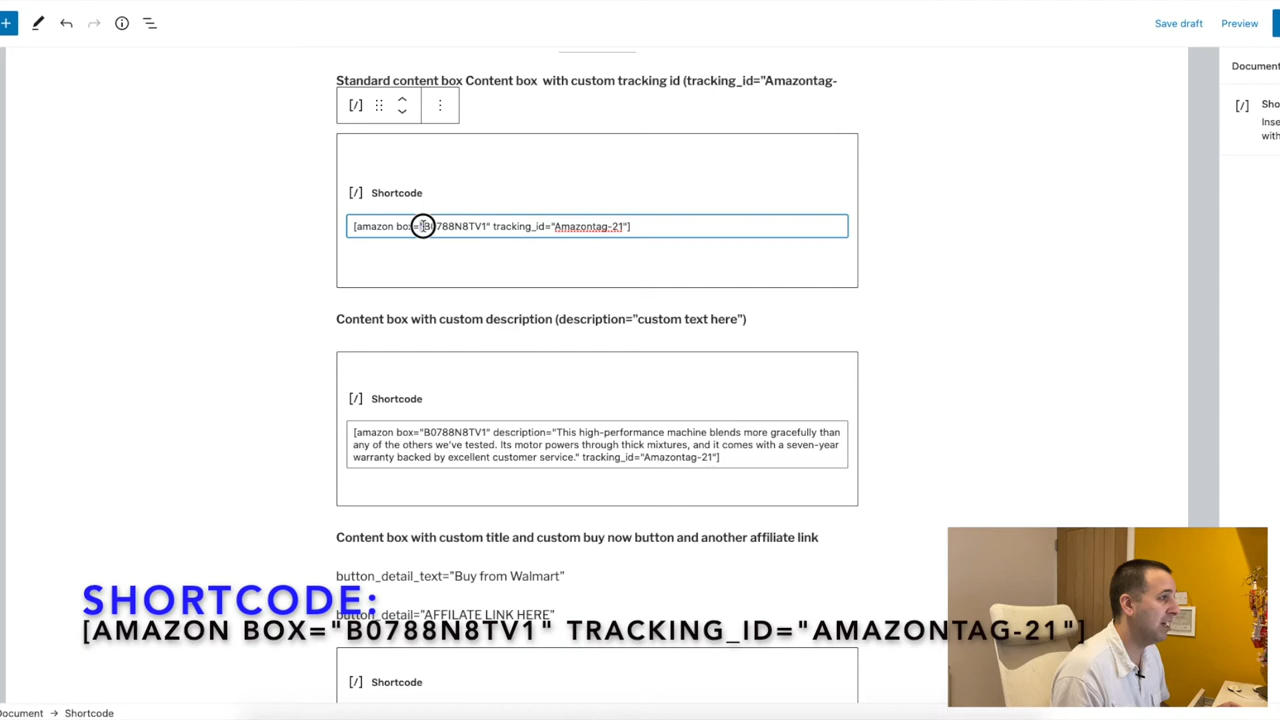 Save draft
Preview
Document
Standard content box Content box with custom tracking id (tracking_id="Amazontag-
[/]
[/] Sho
Inse
with
[/] Shortcode
[amazon box="B0788N8TV1" tracking_id="Amazontag-21"]
Content box with custom description (description="custom text here")
[/] Shortcode
[amazon box="B0788N8TV1" description="This high-performance machine blends more gracefully than
any of the others we've tested. Its motor powers through thick mixtures, and it comes with a seven-year
warranty backed by excellent customer service." tracking_id="Amazontag-21"]
Content box with custom title and custom buy now button and another affiliate link
button_detail_text="Buy from Walmart"
button_detail="AFFILATE LINK HERE"
SHORTCODE:
[AMAZON BOX="B0788N8TV1" TRACKING_ID="AMAZONTAG-21"]
[/] Shortcode
Document → Shortcode